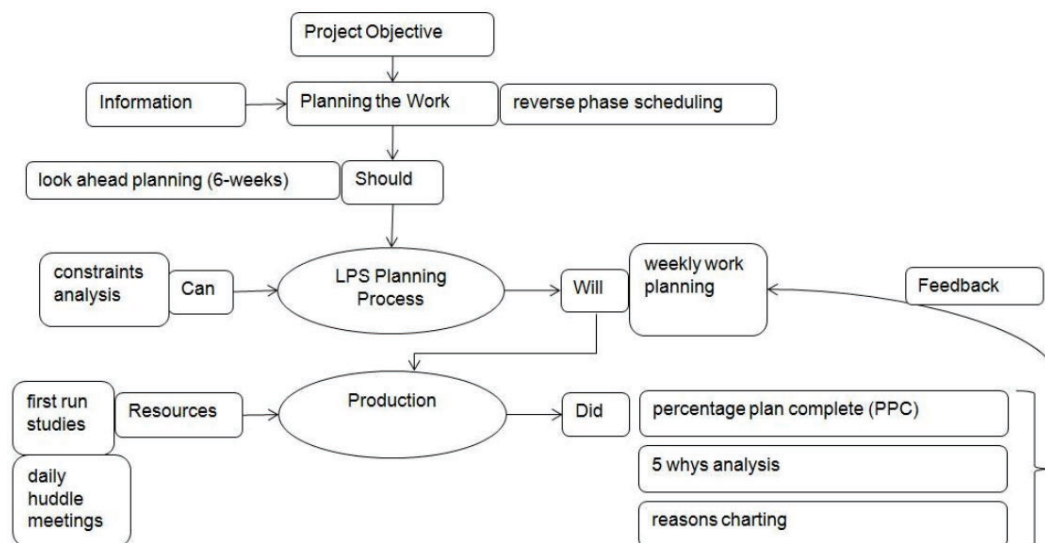 Project Objective
Information
Planning the Work
reverse phase scheduling
look ahead planning (6-weeks)
Should
constraints
analysis
Can
LPS Planning
Process
Will
weekly work
planning
Feedback
first run
studies
Resources
Production
Did
percentage plan complete (PPC)
daily
huddle
meetings
5 whys analysis
reasons charting